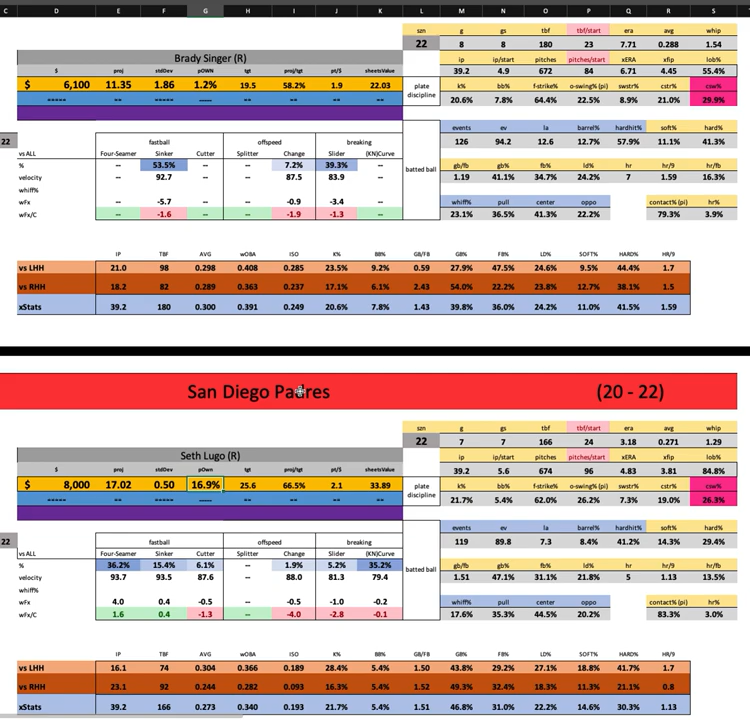 C D E F G H I J K L M N O P Q R S
szn g gs tbf tbf/start era avg whip
22 8 8 180 23 7.71 0.288 1.54
Brady Singer (R) ip ip/start pitches pitches/start xERA xfip lob%
39.2 4.9 672 84 6.71 4.45 55.4%
$ proj stdDev pOWN tgt proj/tgt pt/$ sheetsValue
$ 6,100 11.35 1.86 1.2% 19.5 58.2% 1.9 22.03 plate discipline k% bb% f-strike% o-swing% (pi) swstr% cstr% csw%
----- -- ----- -- ----- -- ----- -- 20.6% 7.8% 64.4% 22.5% 8.9% 21.0% 29.9%
events ev la barrel% hardhit% soft% hard%
22 fastball offspeed breaking 126 94.2 12.6 12.7% 57.9% 11.1% 41.3%
vs ALL Four-Seamer Sinker Cutter Splitter Change Slider (KN)Curve
% -- 53.5% -- -- 7.2% 39.3% -- batted ball gb/fb gb% fb% ld% hr hr/9 hr/fb
velocity -- 92.7 -- -- 87.5 83.9 -- 1.19 41.1% 34.7% 24.2% 7 1.59 16.3%
whiff%
wFx -- -5.7 -- -- -0.9 -3.4 -- whiff% pull center oppo contact% (pi) hr%
wFx/C -- -1.6 -- -- -1.9 -1.3 -- 23.1% 36.5% 41.3% 22.2% 79.3% 3.9%
IP TBF AVG wOBA ISO K% BB% GB/FB GB% FB% LD% SOFT% HARD% HR/9
vs LHH 21.0 98 0.298 0.408 0.285 23.5% 9.2% 0.59 27.9% 47.5% 24.6% 9.5% 44.4% 1.7
vs RHH 18.2 82 0.289 0.363 0.237 17.1% 6.1% 2.43 54.0% 22.2% 23.8% 12.7% 38.1% 1.5
xStats 39.2 180 0.300 0.391 0.249 20.6% 7.8% 1.43 39.8% 36.0% 24.2% 11.0% 41.5% 1.59
San Diego Padres (20 - 22)
szn g gs tbf tbf/start era avg whip
22 7 7 166 24 3.18 0.271 1.29
Seth Lugo (R) ip ip/start pitches pitches/start xERA xfip lob%
39.2 5.6 674 96 4.83 3.81 84.8%
$ proj stdDev pOwn tgt proj/tgt pt/$ sheetsValue
$ 8,000 17.02 0.50 16.9% 25.6 66.5% 2.1 33.89 plate discipline k% bb% f-strike% o-swing% (pi) swstr% cstr% csw%
----- -- ----- -- ----- -- ----- -- 21.7% 5.4% 62.0% 26.2% 7.3% 19.0% 26.3%
events ev la barrel% hardhit% soft% hard%
22 fastball offspeed breaking 119 89.8 7.3 8.4% 41.2% 14.3% 29.4%
vs ALL Four-Seamer Sinker Cutter Splitter Change Slider (KN)Curve
% 36.2% 15.4% 6.1% -- 1.9% 5.2% 35.2% batted ball gb/fb gb% fb% ld% hr hr/9 hr/fb
velocity 93.7 93.5 87.6 -- 88.0 81.3 79.4 1.51 47.1% 31.1% 21.8% 5 1.13 13.5%
whiff%
wFx 4.0 0.4 -0.5 -- -0.5 -1.0 -0.2 whiff% pull center oppo contact% (pi) hr%
wFx/C 1.6 0.4 -1.3 -- -4.0 -2.8 -0.1 17.6% 35.3% 44.5% 20.2% 83.3% 3.0%
IP TBF AVG wOBA ISO K% BB% GB/FB GB% FB% LD% SOFT% HARD% HR/9
vs LHH 16.1 74 0.304 0.366 0.189 28.4% 5.4% 1.50 43.8% 29.2% 27.1% 18.8% 41.7% 1.7
vs RHH 23.1 92 0.244 0.282 0.093 16.3% 5.4% 1.52 49.3% 32.4% 18.3% 11.3% 21.1% 0.8
xStats 39.2 166 0.273 0.340 0.193 21.7% 5.4% 1.51 46.8% 31.0% 22.2% 14.6% 30.3% 1.13